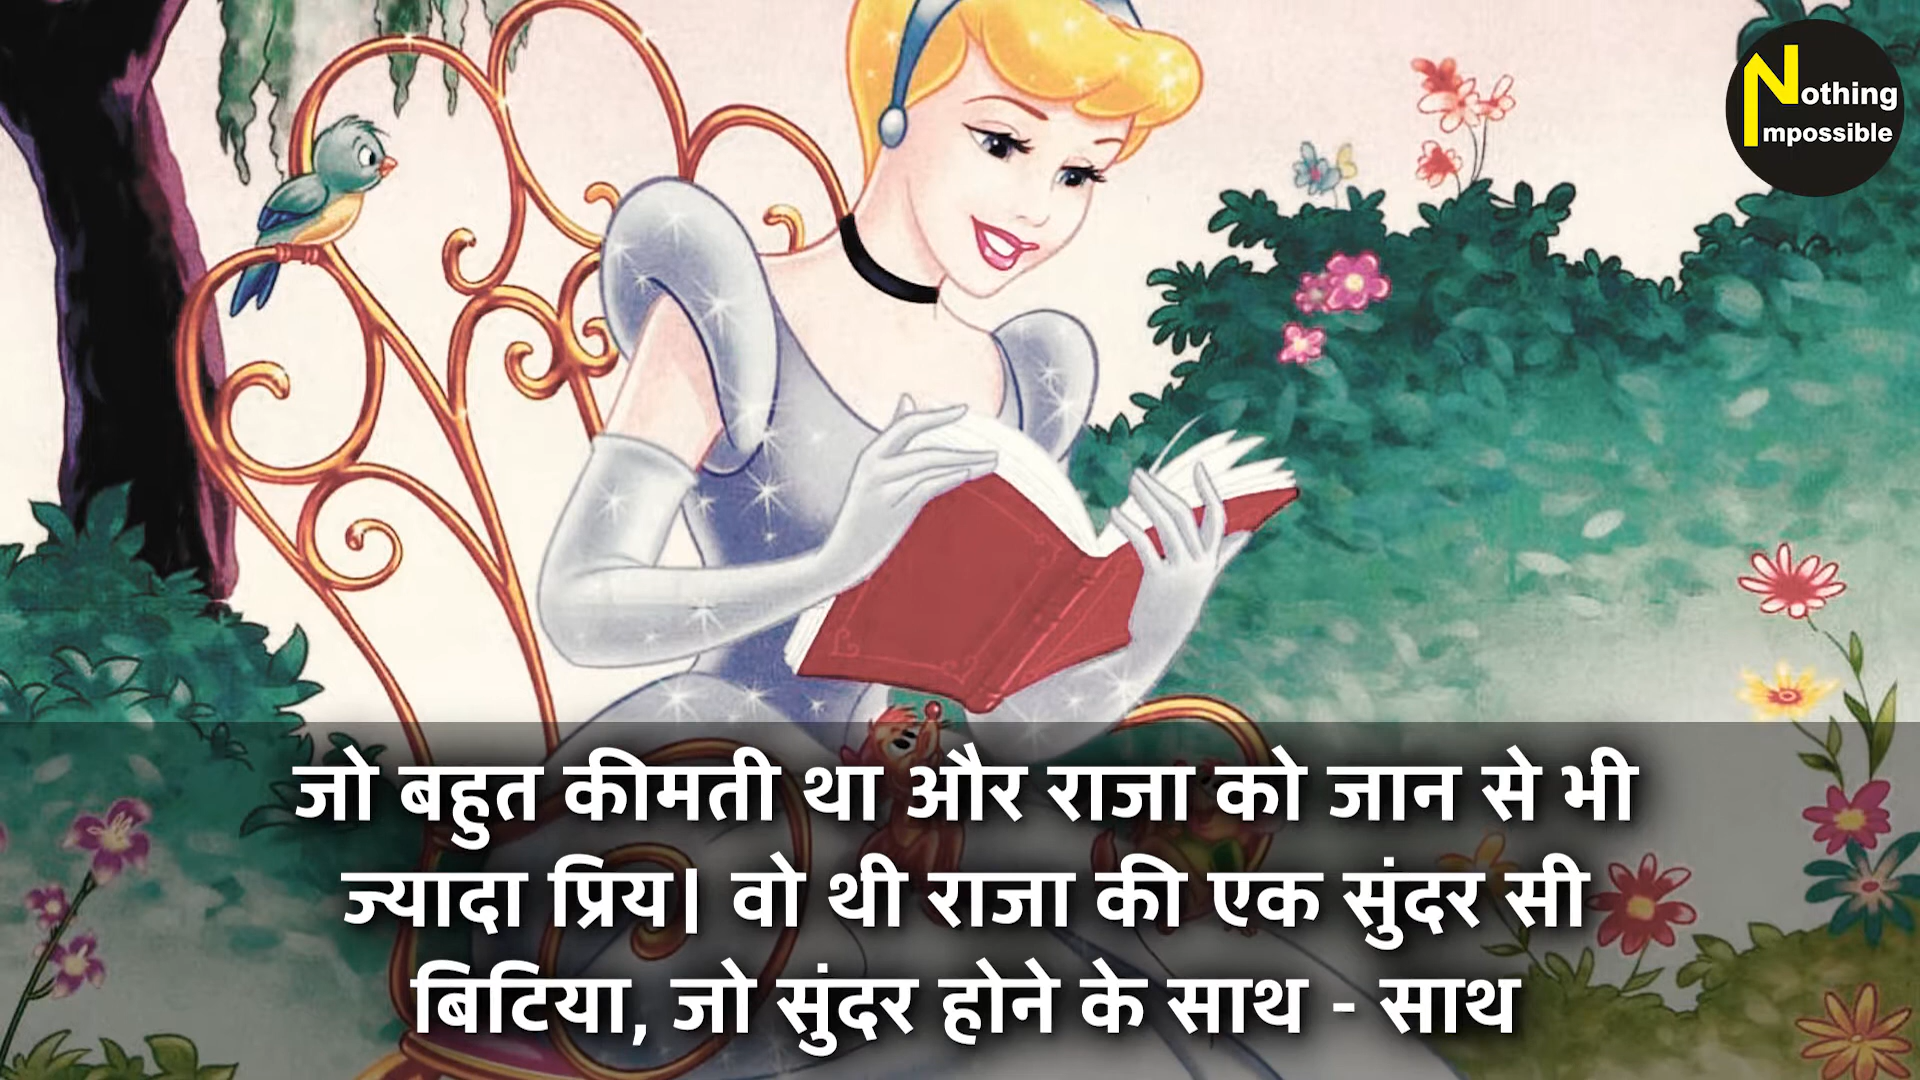 Nothing
Impossible
जो बहुत कीमती था और राजा को जान से भी
ज्यादा प्रिय| वो थी राजा की एक सुंदर सी
बिटिया, जो सुंदर होने के साथ - साथ